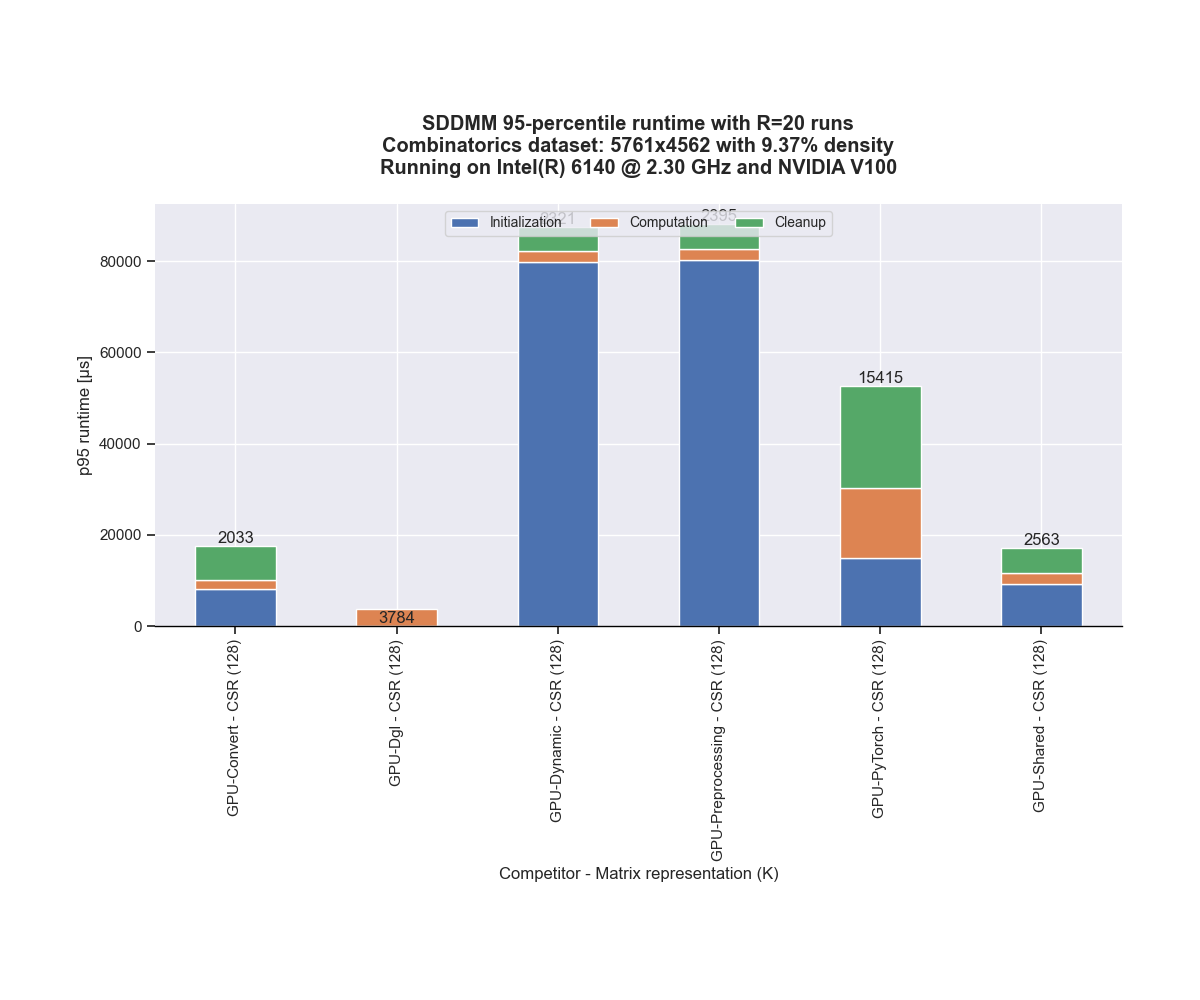 SDDMM 95-percentile runtime with R=20 runs
Combinatorics dataset: 5761x4562 with 9.37% density
Running on Intel(R) 6140 @ 2.30 GHz and NVIDIA V100
2395
Initialization
Computation
Cleanup
80000
60000
40000
20000
0
p95 runtime [µs]
2033
3784
15415
2563
GPU-Convert - CSR (128)
GPU-Dgl - CSR (128)
GPU-Dynamic - CSR (128)
GPU-Preprocessing - CSR (128)
GPU-PyTorch - CSR (128)
GPU-Shared - CSR (128)
Competitor - Matrix representation (K)